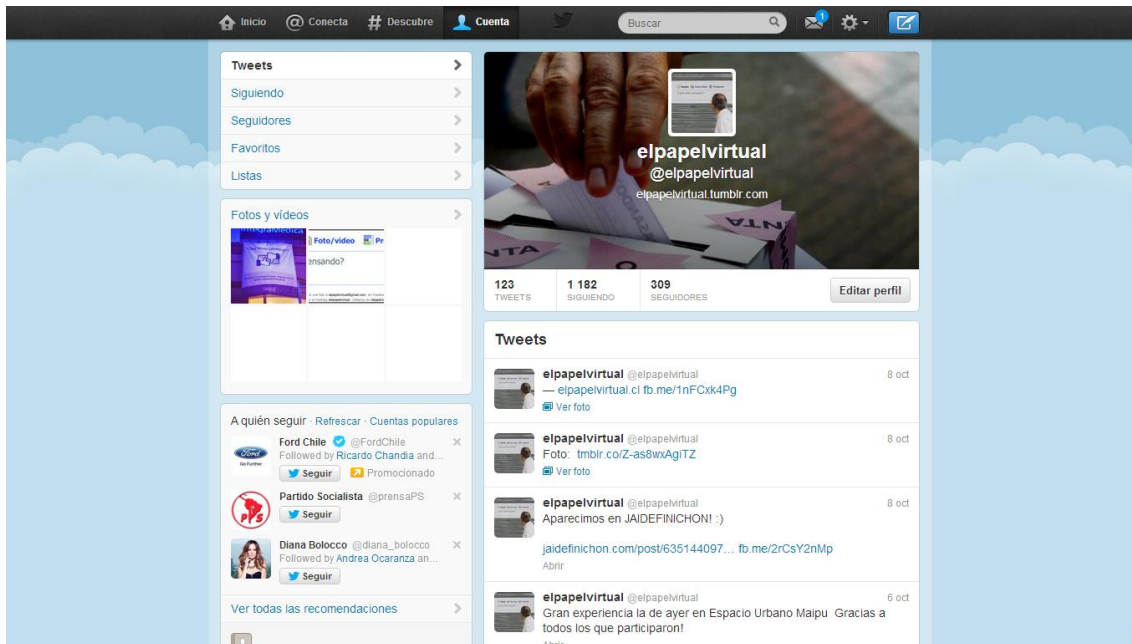 Inicio
Conecta
Descubre
Cuenta
Buscar
1
Tweets
Siguiendo
Seguidores
Favoritos
Listas
Fotos y vídeos
Foto/video
ensando?
A quién seguir · Refrescar · Cuentas populares
Ford Chile @FordChile
Followed by Ricardo Chandia and...
Seguir
Promocionado
Partido Socialista @prensaPS
Seguir
Diana Bolocco @diana_bolocco
Followed by Andrea Ocaranza an...
Seguir
Ver todas las recomendaciones
elpapelvirtual
@elpapelvirtual
elpapelvirtual.tumblr.com
123
TWEETS
1 182
SIGUIENDO
309
SEGUIDORES
Editar perfil
Tweets
elpapelvirtual @elpapelvirtual 8 oct
— elpapelvirtual.cl fb.me/1nFCxk4Pg
Ver foto
elpapelvirtual @elpapelvirtual 8 oct
Foto: tmblr.co/Z-as8wxAgiTZ
Ver foto
elpapelvirtual @elpapelvirtual 8 oct
Aparecimos en JAIDEFINICHON! :)
jaidefinichon.com/post/635144097... fb.me/2rCsY2nMp
Abrir
elpapelvirtual @elpapelvirtual 6 oct
Gran experiencia la de ayer en Espacio Urbano Maipu Gracias a
todos los que participaron!